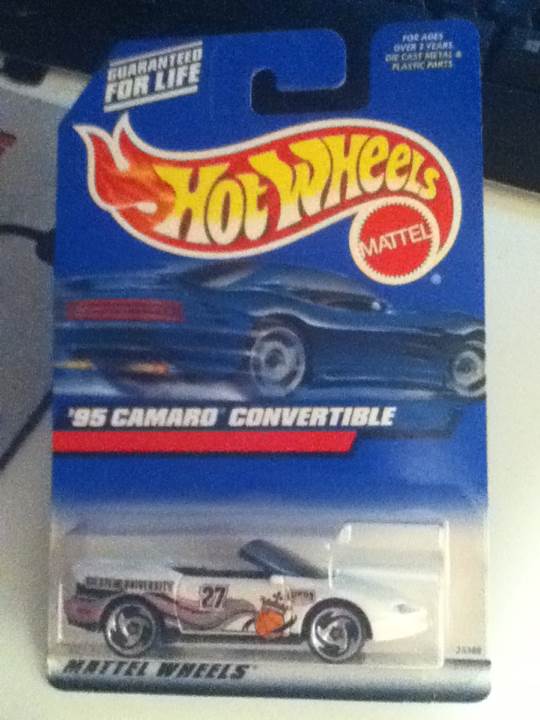 GUARANTEED
FOR LIFE
FOR AGES
OVER 3 YEARS
DIE CAST METAL &
PLASTIC PARTS
HOT WHEELS
MATTEL
®
'95 CAMARO CONVERTIBLE
UNIVERSITY
27
MATTEL WHEELS